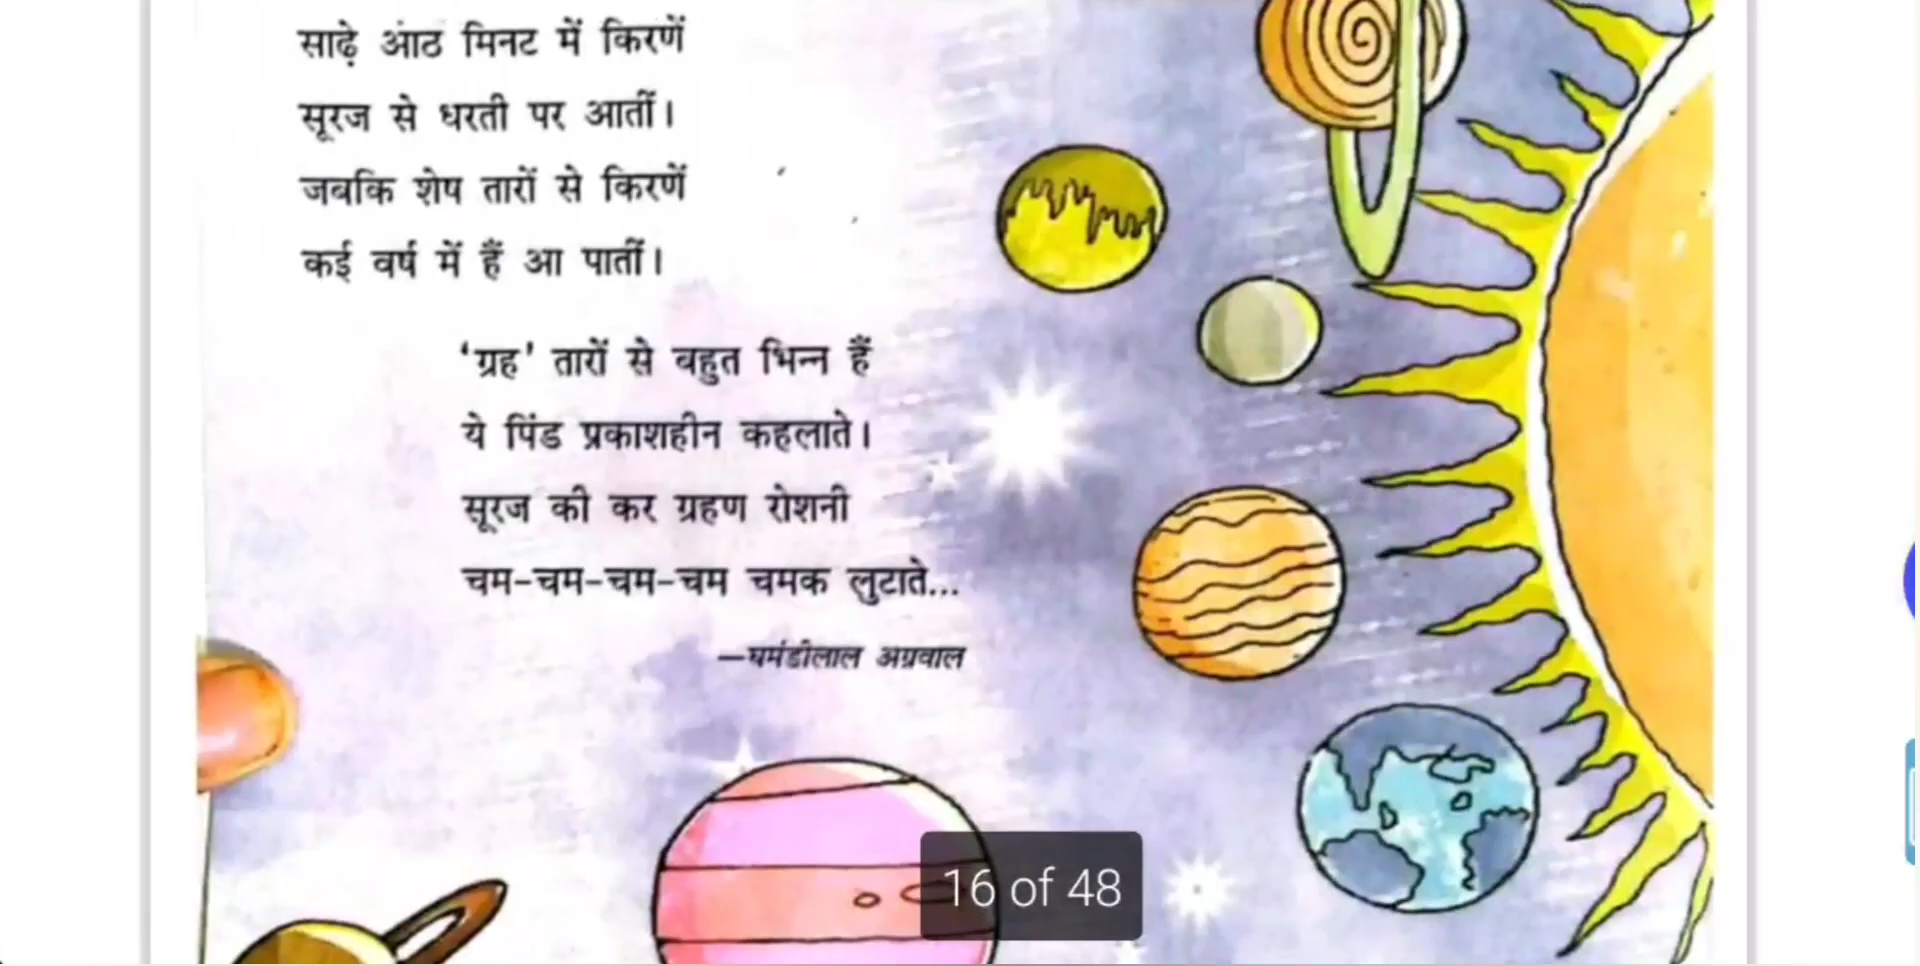 साढ़े आंठ मिनट में किरणें
सूरज से धरती पर आतीं।
जबकि शेष तारों से किरणें
कई वर्ष में हैं आ पातीं।
‘ग्रह’ तारों से बहुत भिन्न हैं
ये पिंड प्रकाशहीन कहलाते।
सूरज की कर ग्रहण रोशनी
चम-चम-चम-चम चमक लुटाते...
—घमंडीलाल अग्रवाल
16 of 48